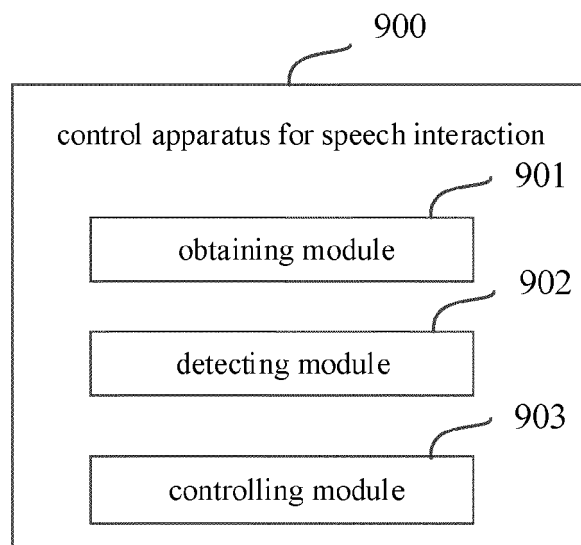 900
control apparatus for speech interaction
901
obtaining module
902
detecting module
903
controlling module